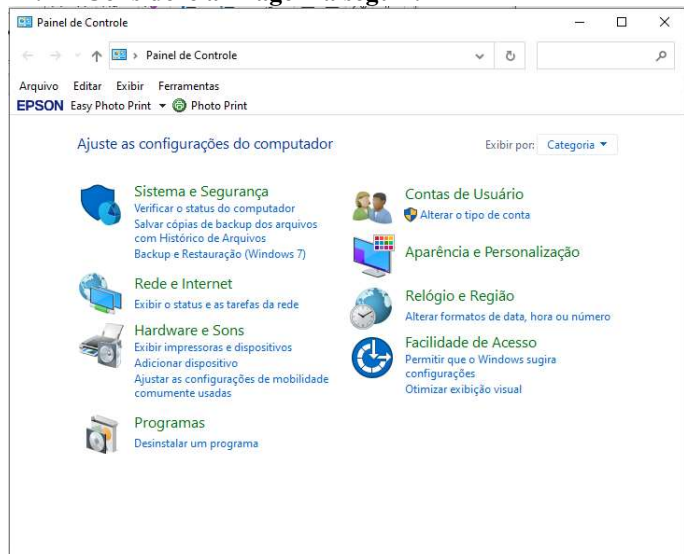 Painel de Controle
Painel de Controle
Arquivo Editar Exibir Ferramentas
EPSON Easy Photo Print Photo Print
Ajuste as configurações do computador
Exibir por: Categoria
Sistema e Segurança
Verificar o status do computador
Salvar cópias de backup dos arquivos
com Histórico de Arquivos
Backup e Restauração (Windows 7)
Rede e Internet
Exibir o status e as tarefas da rede
Hardware e Sons
Exibir impressoras e dispositivos
Adicionar dispositivo
Ajustar as configurações de mobilidade
comumente usadas
Programas
Desinstalar um programa
Contas de Usuário
Alterar o tipo de conta
Aparência e Personalização
Relógio e Região
Alterar formatos de data, hora ou número
Facilidade de Acesso
Permitir que o Windows sugira
configurações
Otimizar exibição visual